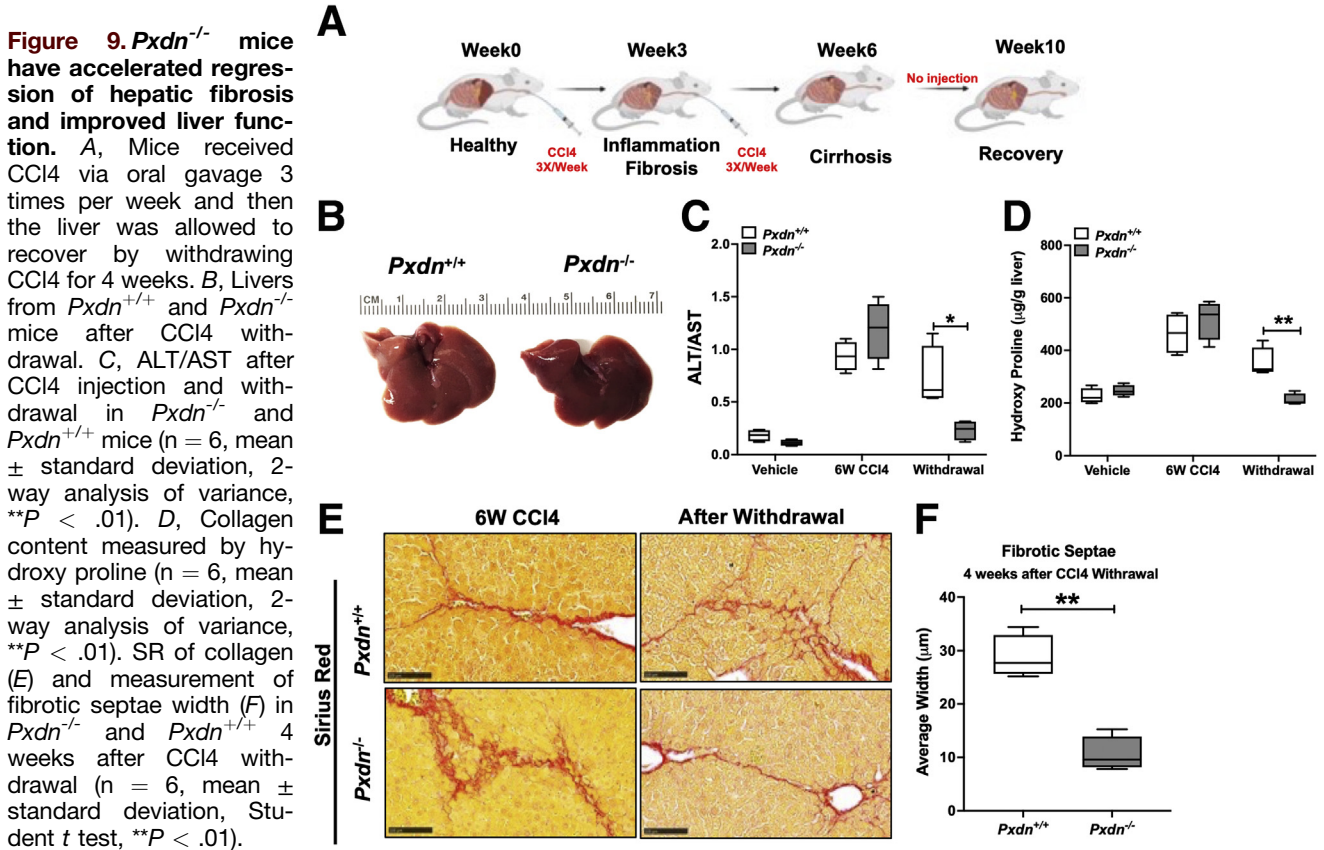 Figure 9. Pxdn-/- mice
have accelerated regres-
sion of hepatic fibrosis
and improved liver func-
tion. A, Mice received
CCl4 via oral gavage 3
times per week and then
the liver was allowed to
recover by withdrawing
CCl4 for 4 weeks. B, Livers
from Pxdn+/+ and Pxdn-/-
mice after CCl4 with-
drawal. C, ALT/AST after
CCl4 injection and with-
drawal in Pxdn-/- and
Pxdn+/+ mice (n = 6, mean
± standard deviation, 2-
way analysis of variance,
**P < .01). D, Collagen
content measured by hy-
droxy proline (n = 6, mean
± standard deviation, 2-
way analysis of variance,
**P < .01). SR of collagen
(E) and measurement of
fibrotic septae width (F) in
Pxdn-/- and Pxdn+/+ 4
weeks after CCl4 with-
drawal (n = 6, mean ±
standard deviation, Stu-
dent t test, **P < .01).
A
Week0
Week3
Week6
Week10
No injection
Healthy
CCl4
3X/Week
Inflammation
Fibrosis
CCl4
3X/Week
Cirrhosis
Recovery
B
Pxdn+/+
Pxdn-/-
CM 1 2 3 4 5 6 7
C
Pxdn+/+
Pxdn-/-
ALT/AST
2.0
1.5
1.0
0.5
0.0
*
Vehicle
6W CCl4
Withdrawal
D
Pxdn+/+
Pxdn-/-
Hydroxy Proline (μg/g liver)
800
600
400
200
0
**
Vehicle
6W CCl4
Withdrawal
E
6W CCl4
After Withdrawal
Sirius Red
Pxdn+/+
Pxdn-/-
F
Fibrotic Septae
4 weeks after CCl4 Withrawal
Average Width (μm)
40
30
20
10
0
**
Pxdn+/+
Pxdn-/-